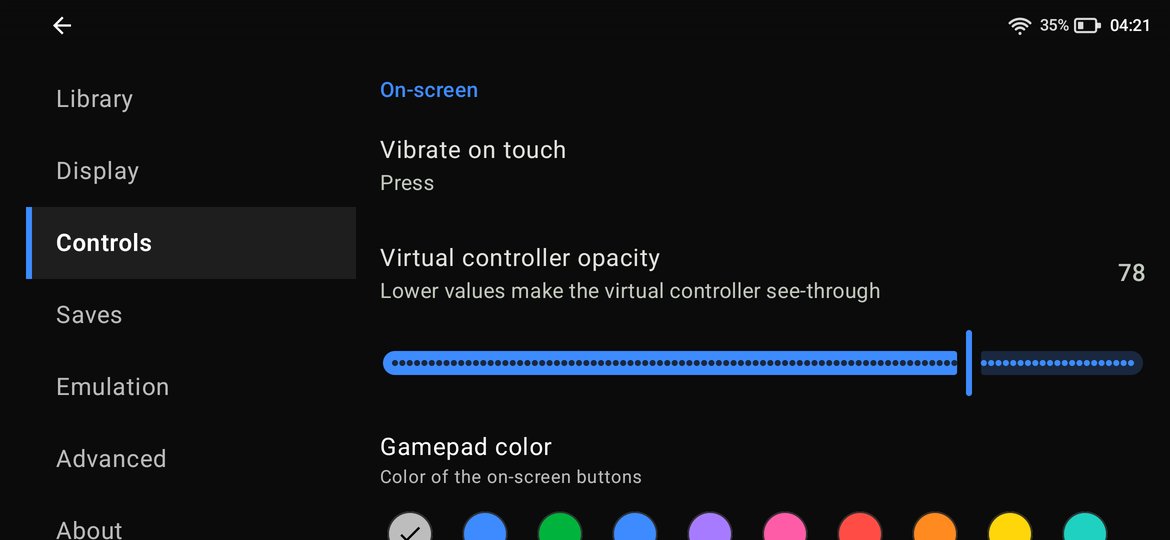 35% 04:21
Library
Display
Controls
Saves
Emulation
Advanced
About
On-screen
Vibrate on touch
Press
Virtual controller opacity
78
Lower values make the virtual controller see-through
Gamepad color
Color of the on-screen buttons